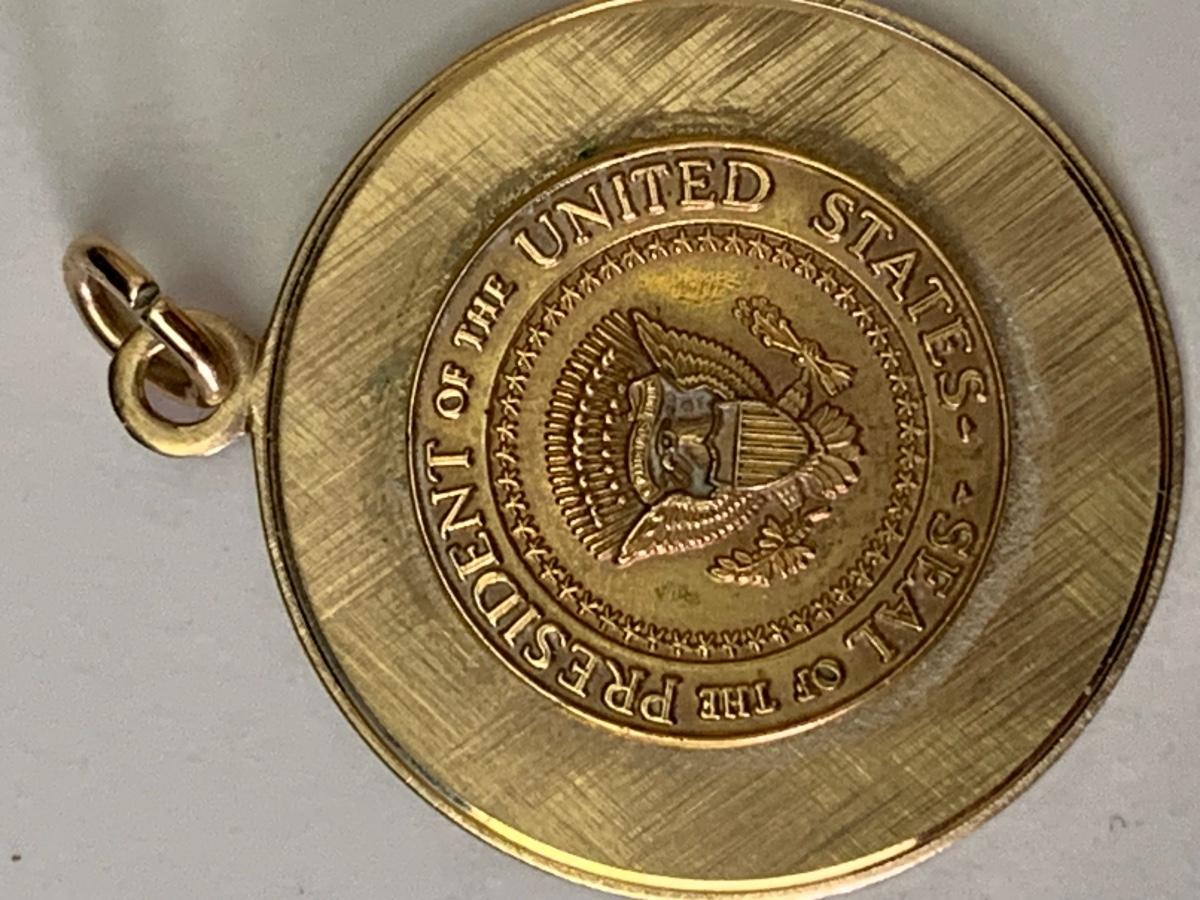 SEAL OF THE PRESIDENT OF THE UNITED STATES